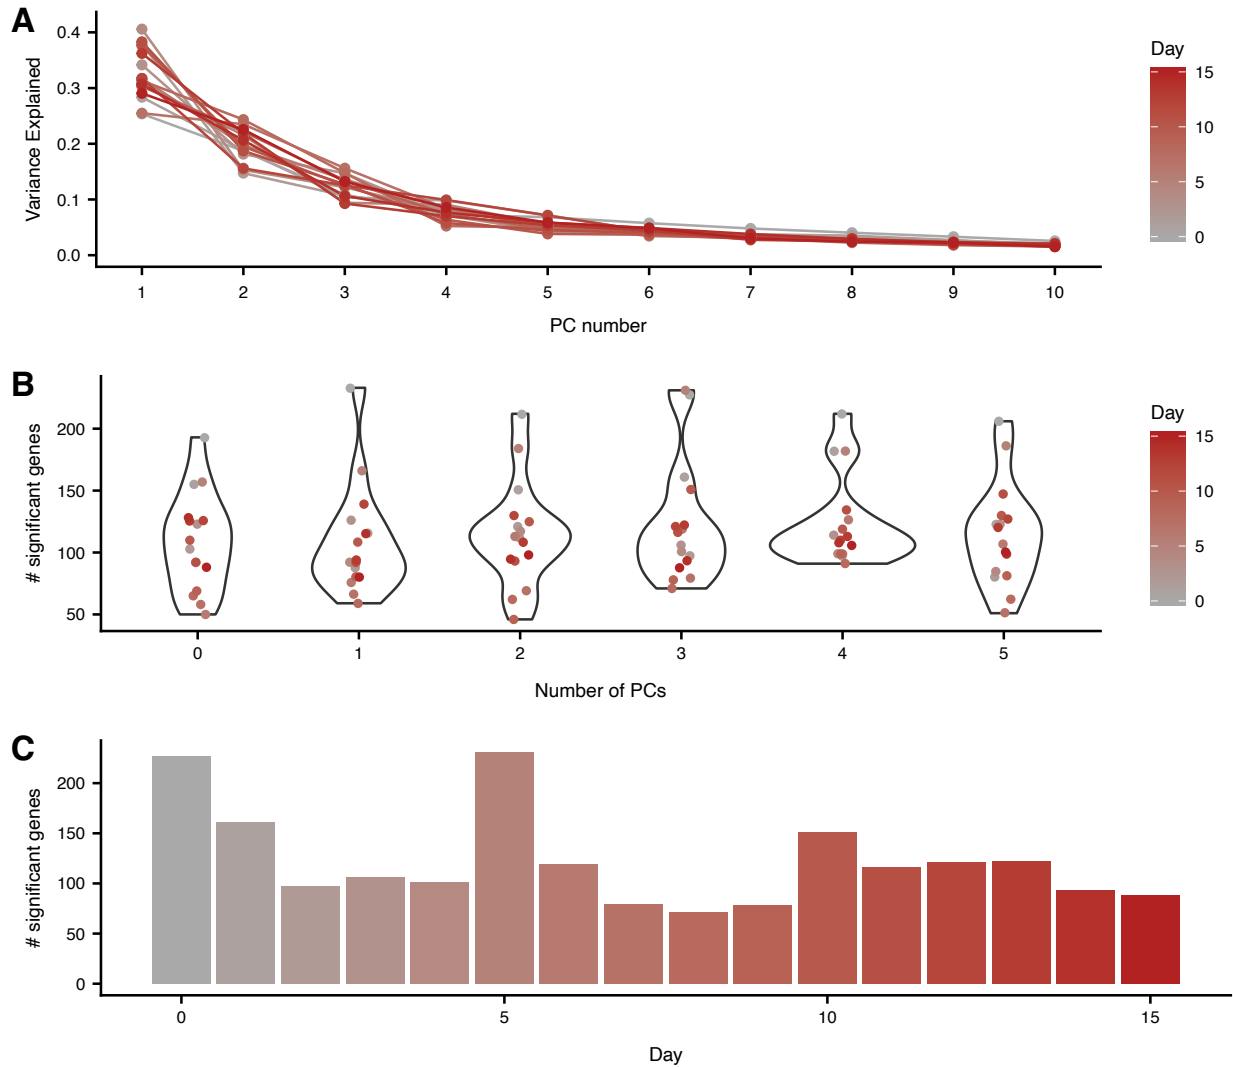 A
Variance Explained
0.4
0.3
0.2
0.1
0.0
1 2 3 4 5 6 7 8 9 10
PC number
Day
15
10
5
0
B
# significant genes
200
150
100
50
0 1 2 3 4 5
Number of PCs
Day
15
10
5
0
C
# significant genes
200
150
100
50
0
0 5 10 15
Day